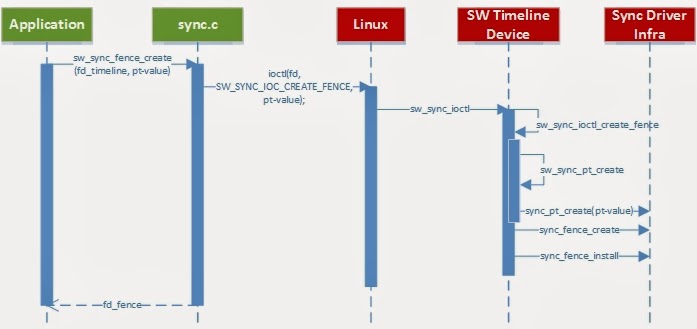 Application
sync.c
Linux
SW Timeline
Device
Sync Driver
Infra
sw_sync_fence_create
(fd_timeline, pt-value)
ioctl(fd,
SW_SYNC_IOC_CREATE_FENCE,
pt-value);
sw_sync_ioctl
sw_sync_ioctl_create_fence
sw_sync_pt_create
sync_pt_create(pt-value)
sync_fence_create
sync_fence_install
fd_fence